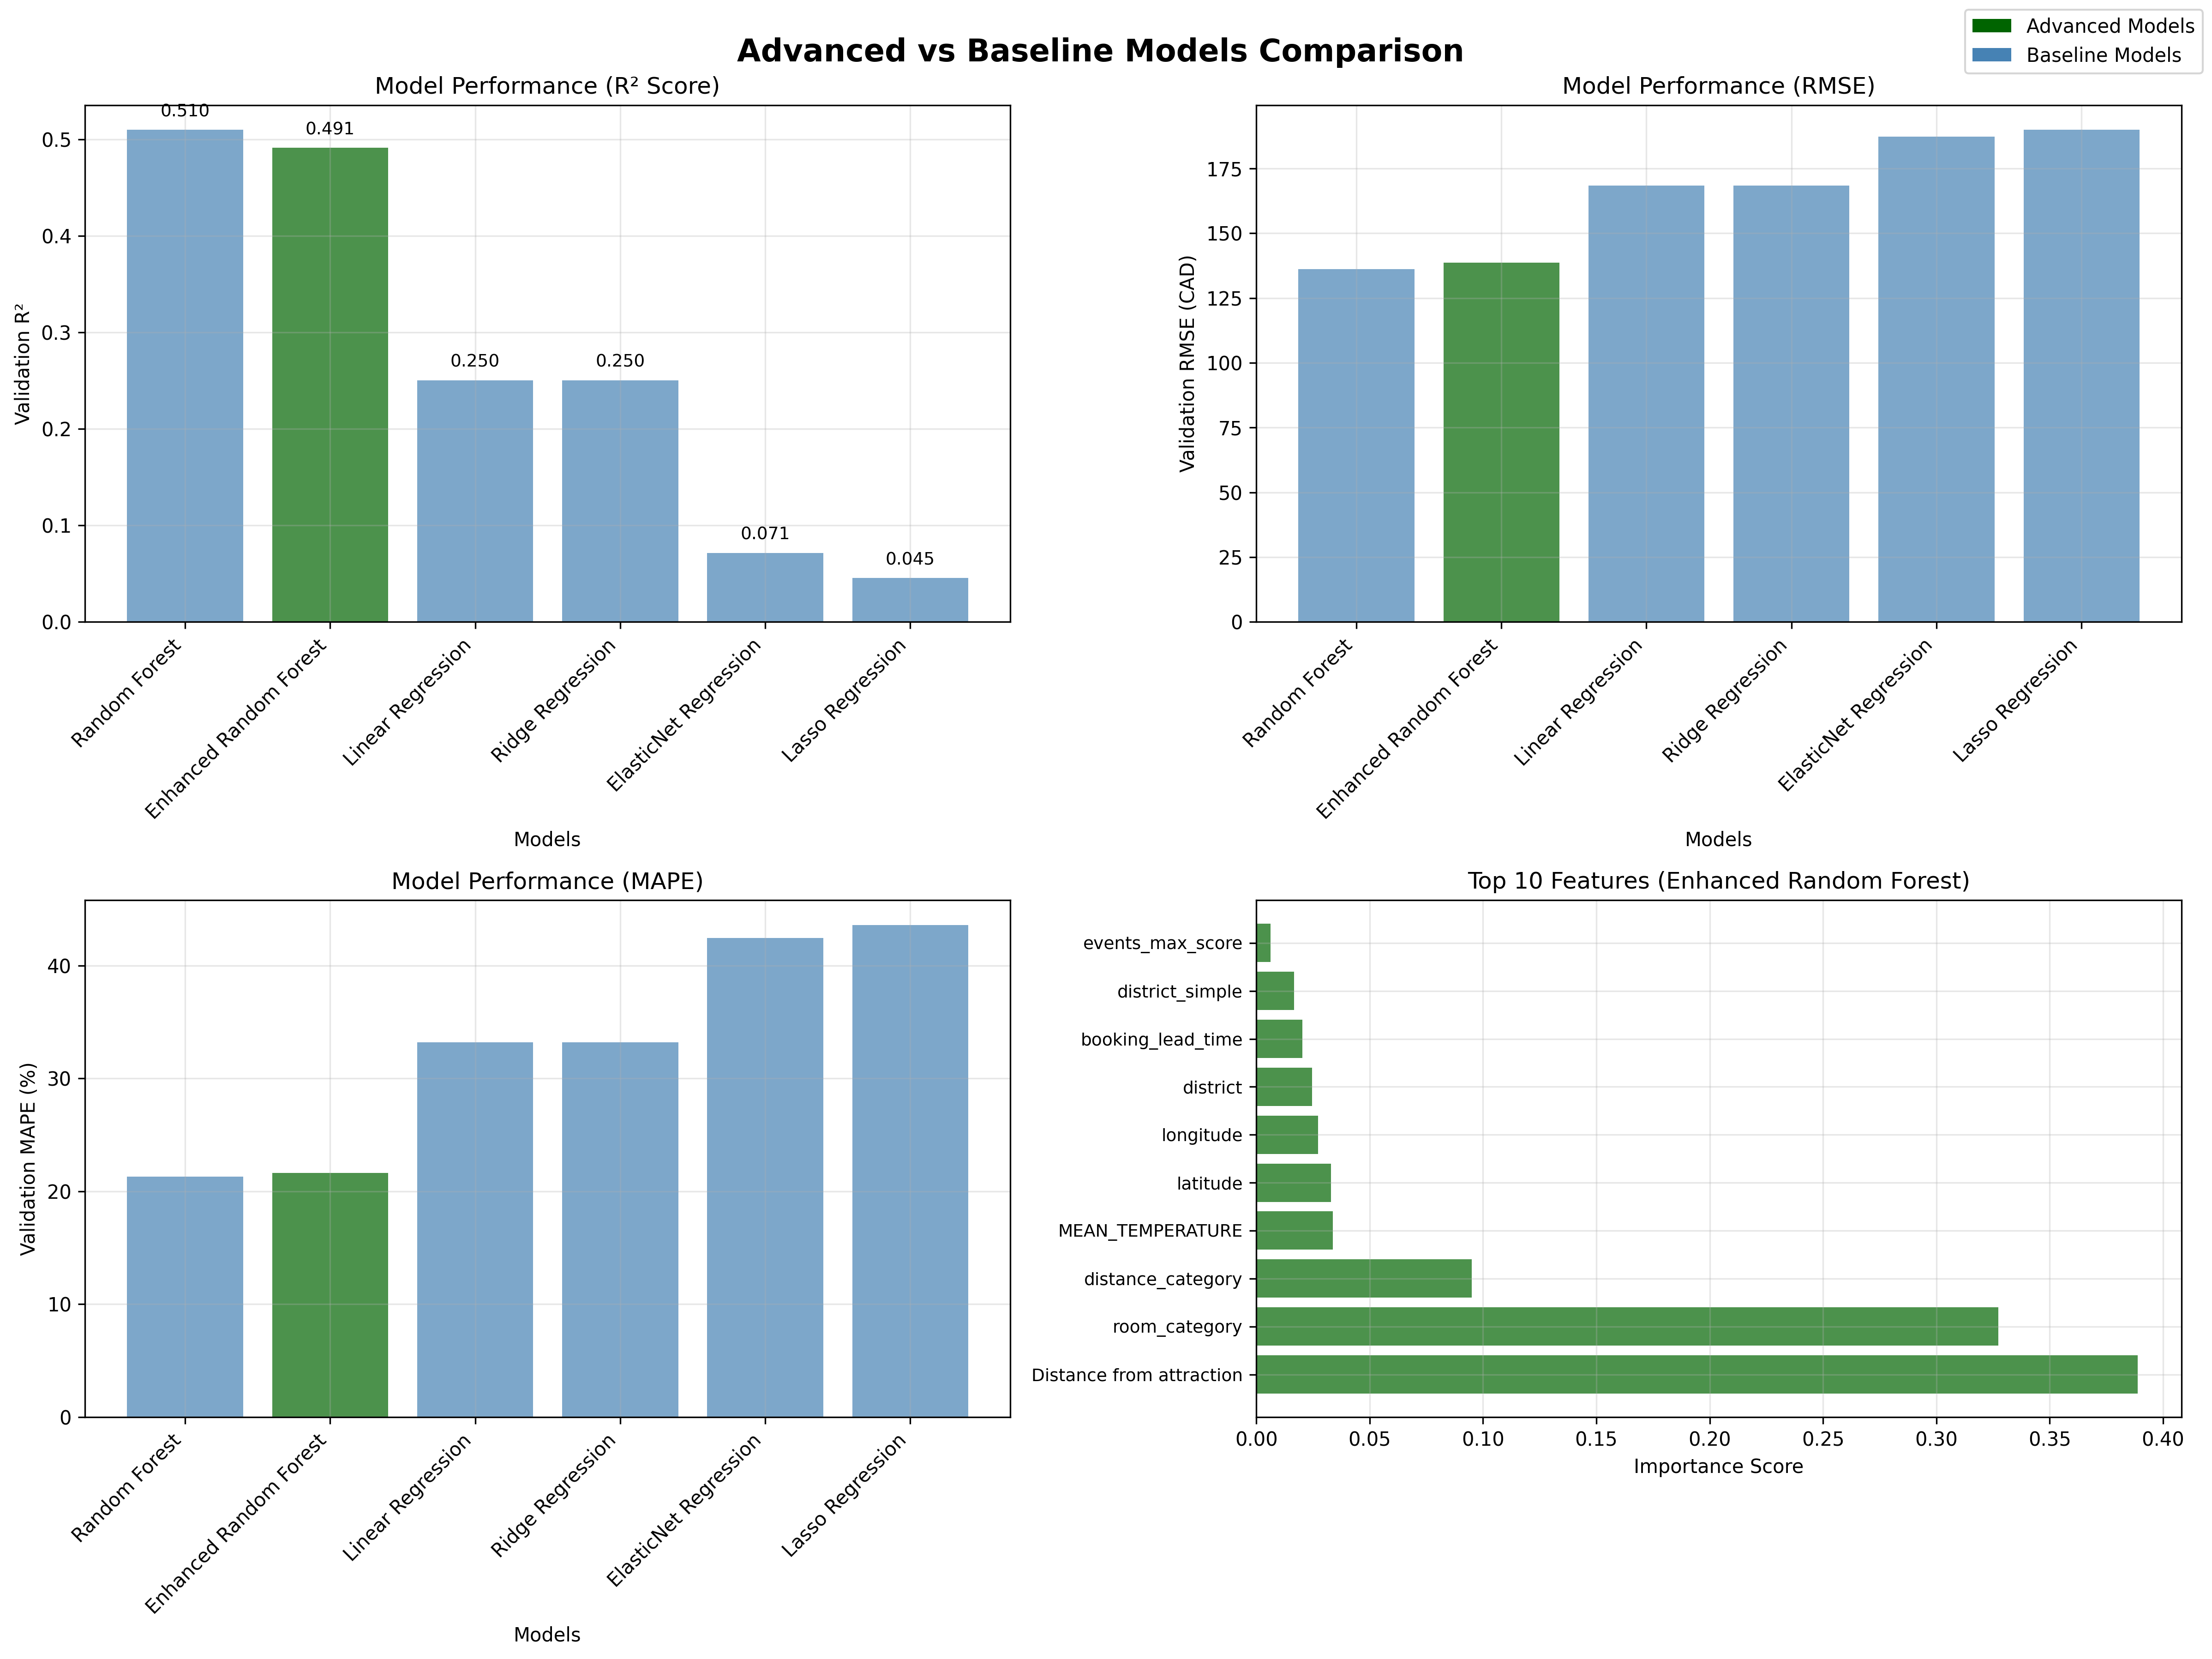 Advanced vs Baseline Models Comparison
Advanced Models
Baseline Models
Model Performance (R² Score)
Validation R²
0.5
0.4
0.3
0.2
0.1
0.0
0.510
0.491
0.250
0.250
0.071
0.045
Random Forest
Enhanced Random Forest
Linear Regression
Ridge Regression
ElasticNet Regression
Lasso Regression
Models
Model Performance (RMSE)
Validation RMSE (CAD)
175
150
125
100
75
50
25
0
Random Forest
Enhanced Random Forest
Linear Regression
Ridge Regression
ElasticNet Regression
Lasso Regression
Models
Model Performance (MAPE)
Validation MAPE (%)
40
30
20
10
0
Random Forest
Enhanced Random Forest
Linear Regression
Ridge Regression
ElasticNet Regression
Lasso Regression
Models
Top 10 Features (Enhanced Random Forest)
events_max_score
district_simple
booking_lead_time
district
longitude
latitude
MEAN_TEMPERATURE
distance_category
room_category
Distance from attraction
0.00 0.05 0.10 0.15 0.20 0.25 0.30 0.35 0.40
Importance Score